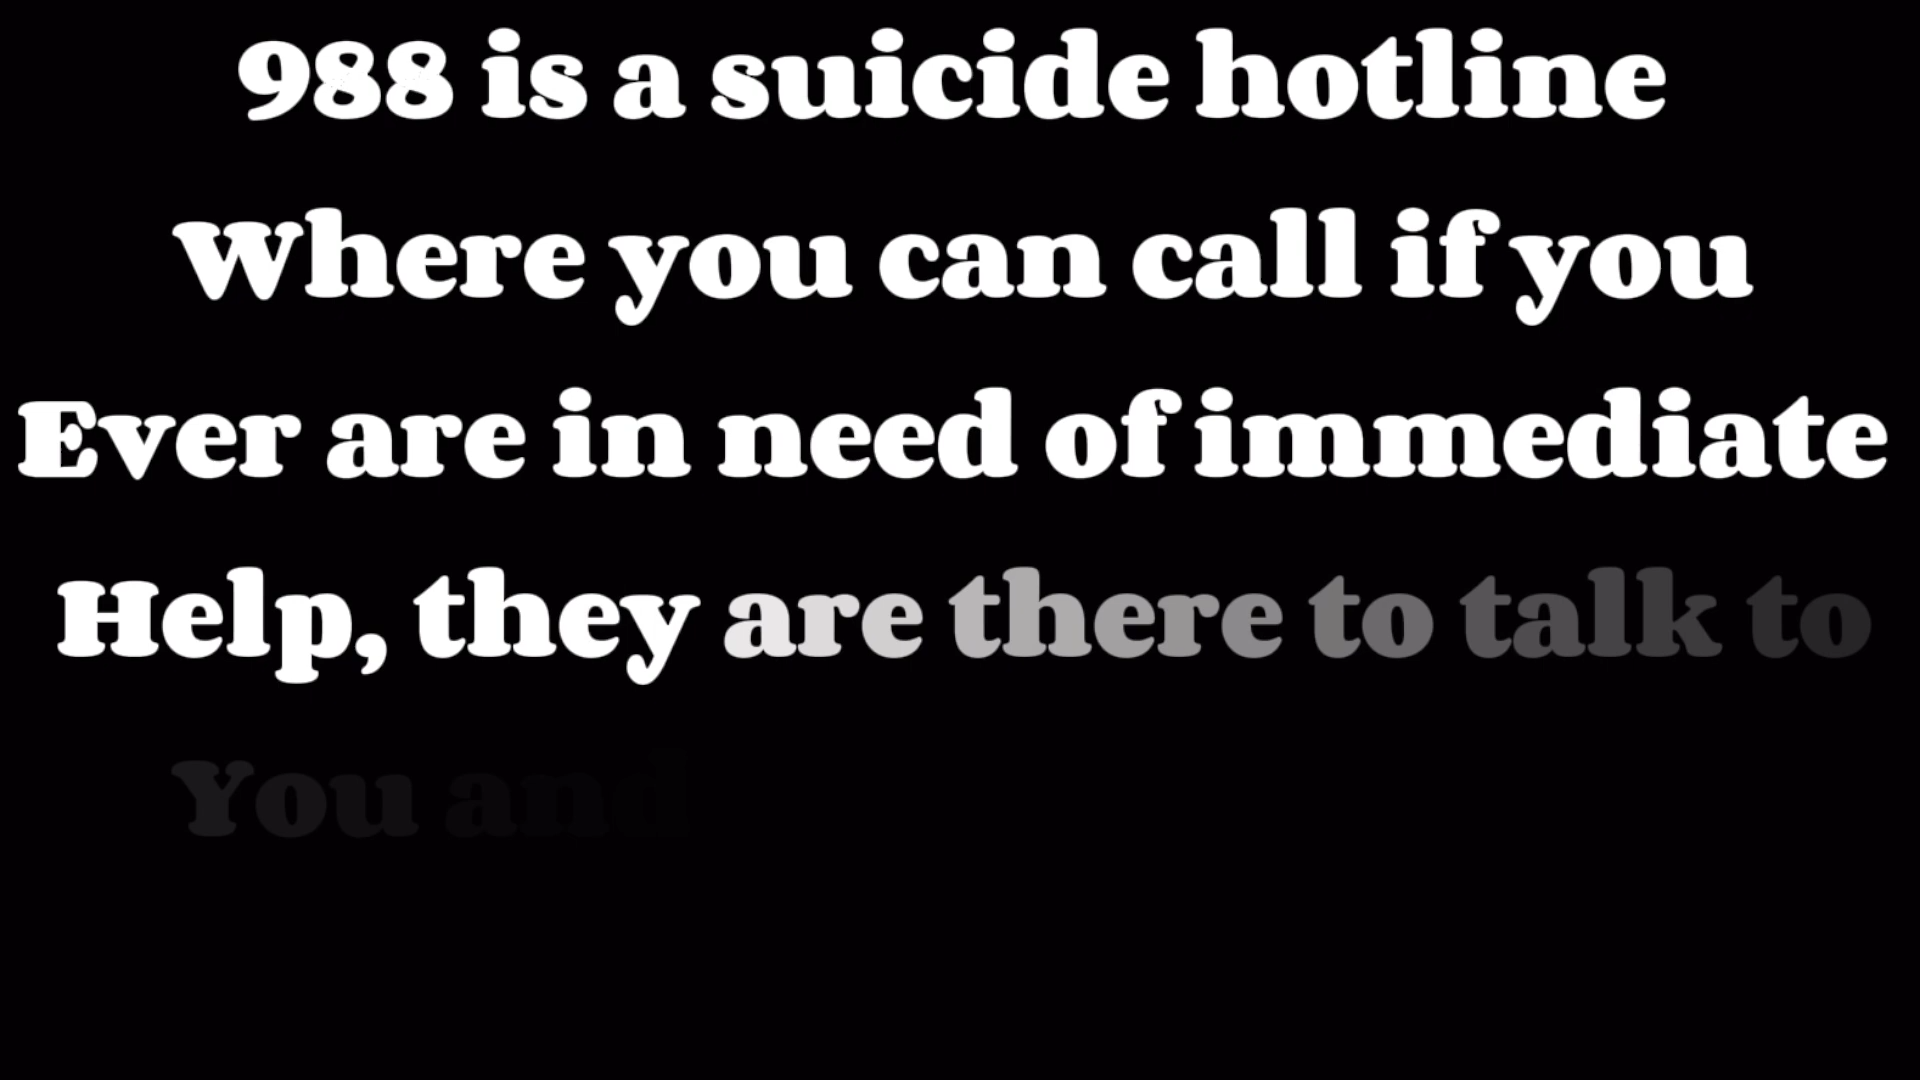 988 is a suicide hotline
Where you can call if you
Ever are in need of immediate
Help, they are there to talk to
You and